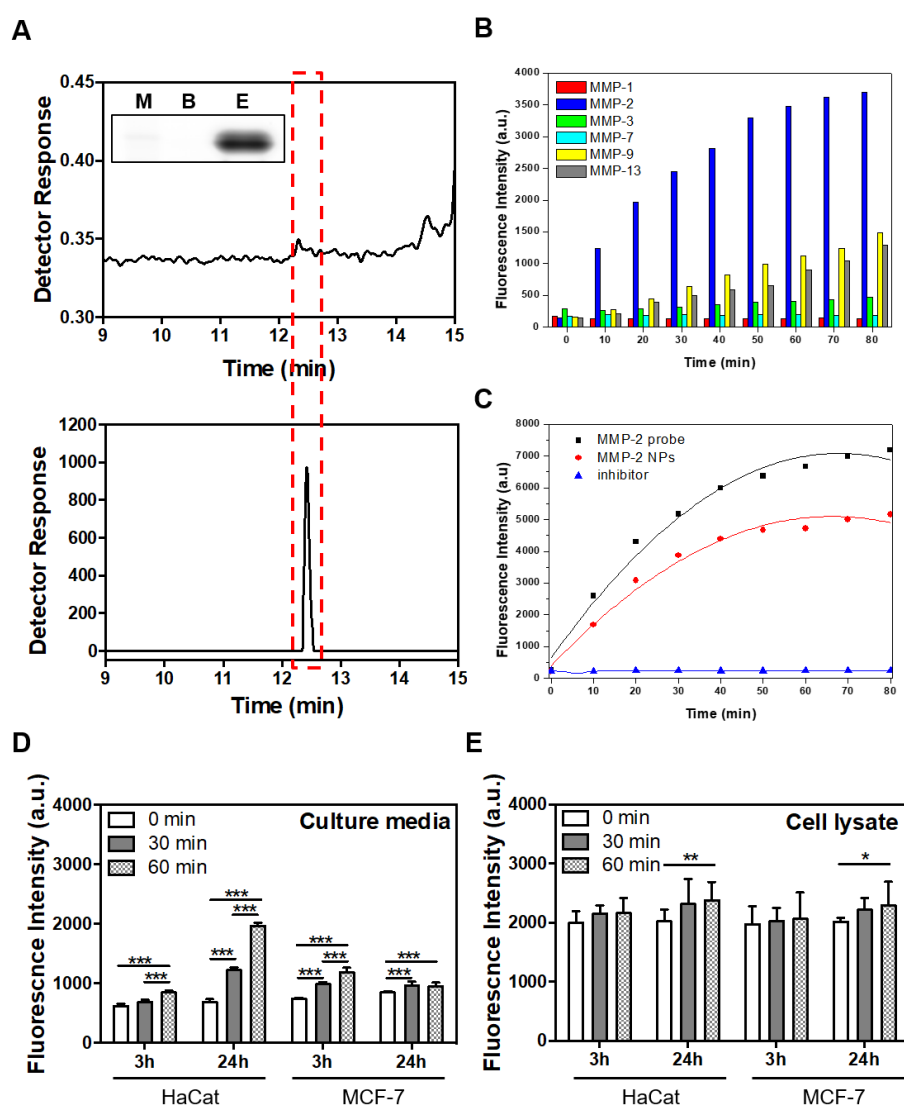 A
0.45
0.40
0.35
0.30
Detector Response
M B E
9 10 11 12 13 14 15
Time (min)
1200
1000
800
600
400
200
0
Detector Response
9 10 11 12 13 14 15
Time (min)
B
4000
3500
3000
2500
2000
1500
1000
500
0
Fluorescence Intensity (a.u.)
MMP-1
MMP-2
MMP-3
MMP-7
MMP-9
MMP-13
0 10 20 30 40 50 60 70 80
Time (min)
C
8000
7000
6000
5000
4000
3000
2000
1000
0
Fluorescence Intensity (a.u)
MMP-2 probe
MMP-2 NPs
inhibitor
0 10 20 30 40 50 60 70 80
Time (min)
D
4000
3000
2000
1000
0
Fluorescnce Intensity (a.u.)
0 min
30 min
60 min
Culture media
*** *** *** *** *** *** *** *** *** ***
3h 24h 3h 24h
HaCat MCF-7
E
4000
3000
2000
1000
0
Fluorescnce Intensity (a.u.)
0 min
30 min
60 min
Cell lysate
** *
3h 24h 3h 24h
HaCat MCF-7